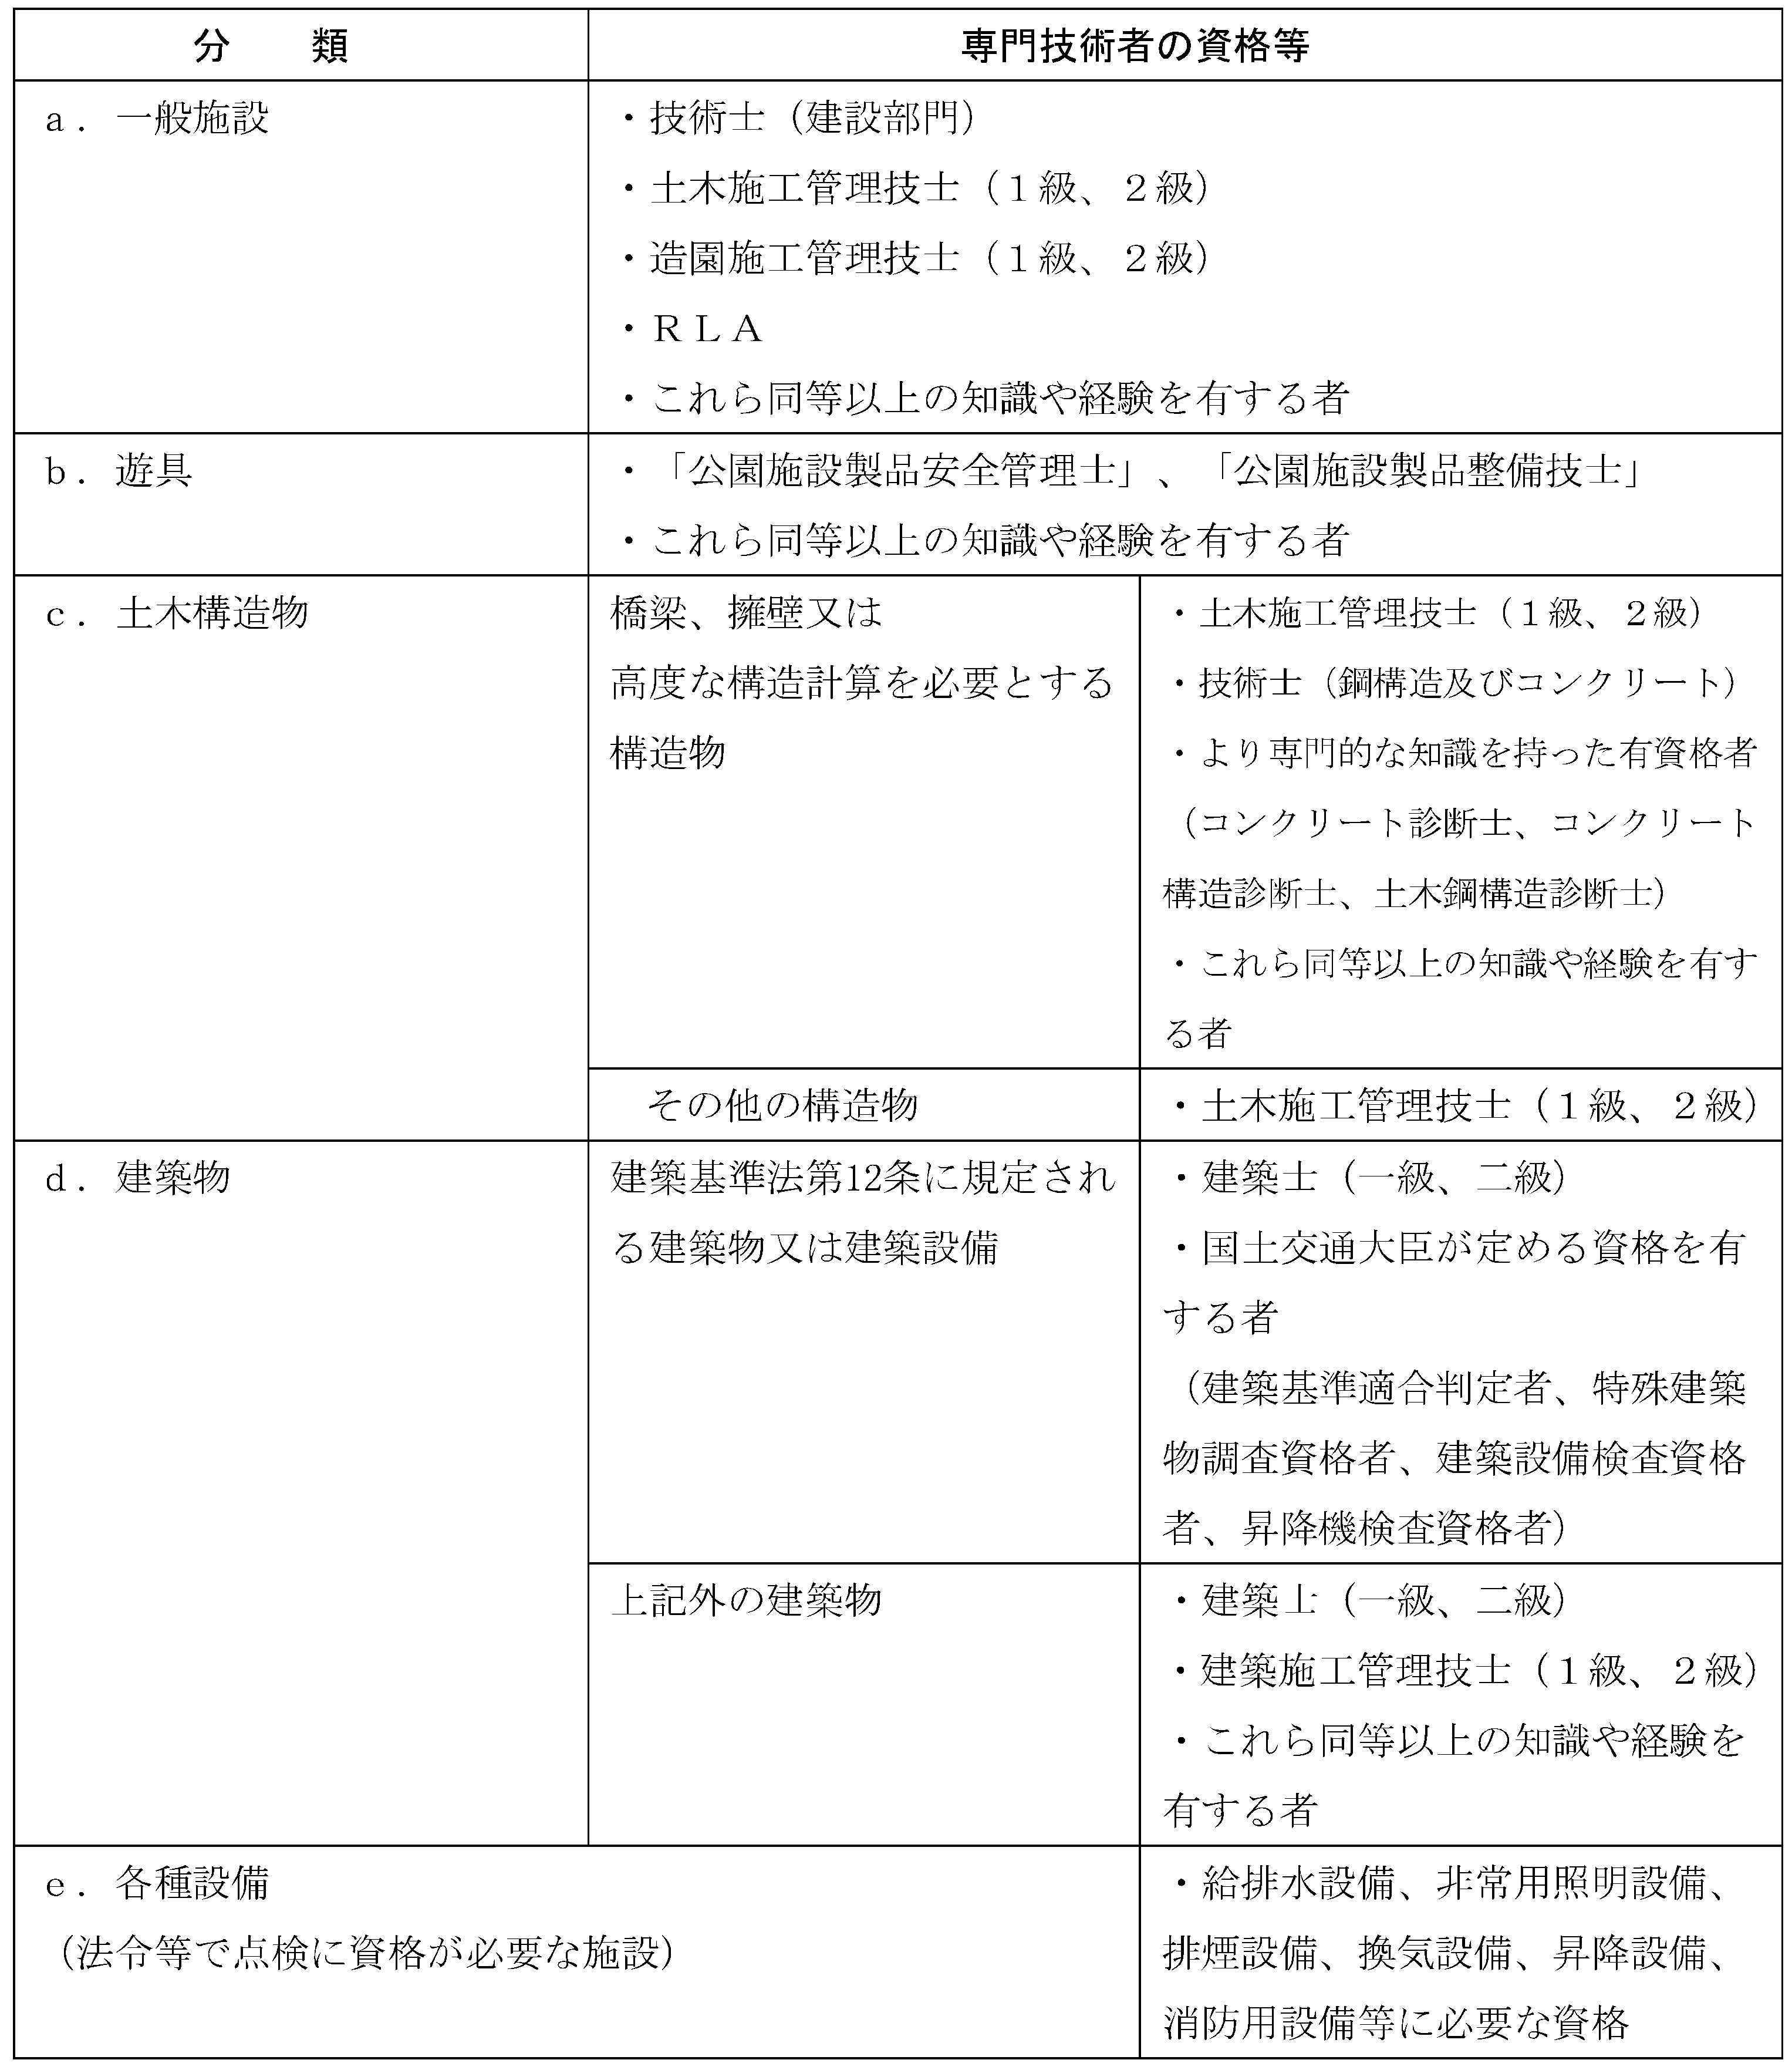 分　　類
専門技術者の資格等
ａ．一般施設
・技術士（建設部門）
・土木施工管理技士（１級、２級）
・造園施工管理技士（１級、２級）
・ＲＬＡ
・これら同等以上の知識や経験を有する者
ｂ．遊具
・「公園施設製品安全管理士」、「公園施設製品整備技士」
・これら同等以上の知識や経験を有する者
ｃ．土木構造物
橋梁、擁壁又は
高度な構造計算を必要とする
構造物
・土木施工管理技士（１級、２級）
・技術士（鋼構造及びコンクリート）
・より専門的な知識を持った有資格者
（コンクリート診断士、コンクリート
構造診断士、土木鋼構造診断士）
・これら同等以上の知識や経験を有す
る者
その他の構造物
・土木施工管理技士（１級、２級）
ｄ．建築物
建築基準法第12条に規定され
る建築物又は建築設備
・建築士（一級、二級）
・国土交通大臣が定める資格を有
する者
（建築基準適合判定者、特殊建築
物調査資格者、建築設備検査資格
者、昇降機検査資格者）
上記外の建築物
・建築士（一級、二級）
・建築施工管理技士（１級、２級）
・これら同等以上の知識や経験を
有する者
ｅ．各種設備
（法令等で点検に資格が必要な施設）
・給排水設備、非常用照明設備、
排煙設備、換気設備、昇降設備、
消防用設備等に必要な資格